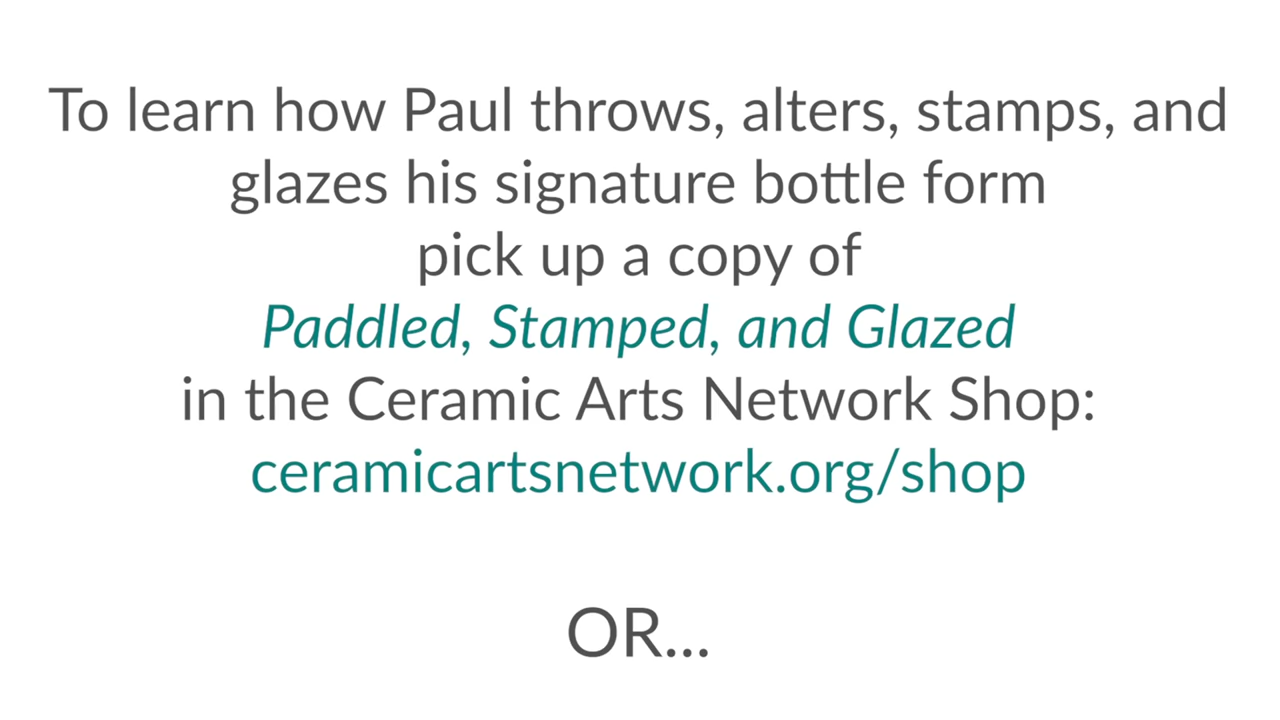 To learn how Paul throws, alters, stamps, and
glazes his signature bottle form
pick up a copy of
Paddled, Stamped, and Glazed
in the Ceramic Arts Network Shop:
ceramicartsnetwork.org/shop
OR...